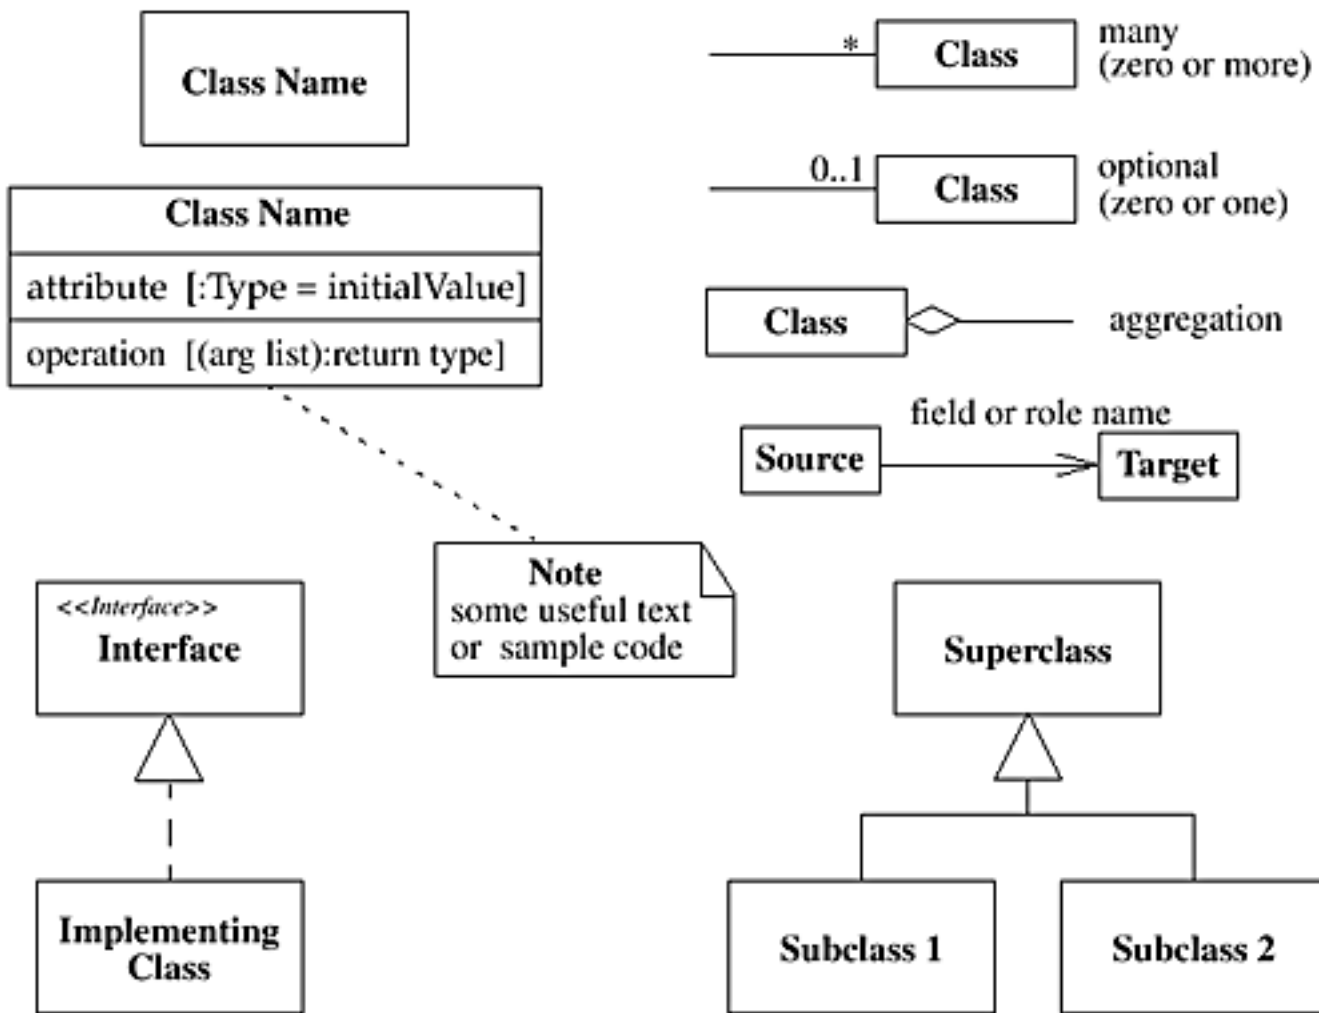 Class Name
Class Name
attribute [:Type = initialValue]
operation [(arg list):return type]
Note
some useful text
or sample code
<<Interface>>
Interface
Implementing
Class
*
Class
many
(zero or more)
0..1
Class
optional
(zero or one)
Class
aggregation
field or role name
Source
Target
Superclass
Subclass 1
Subclass 2